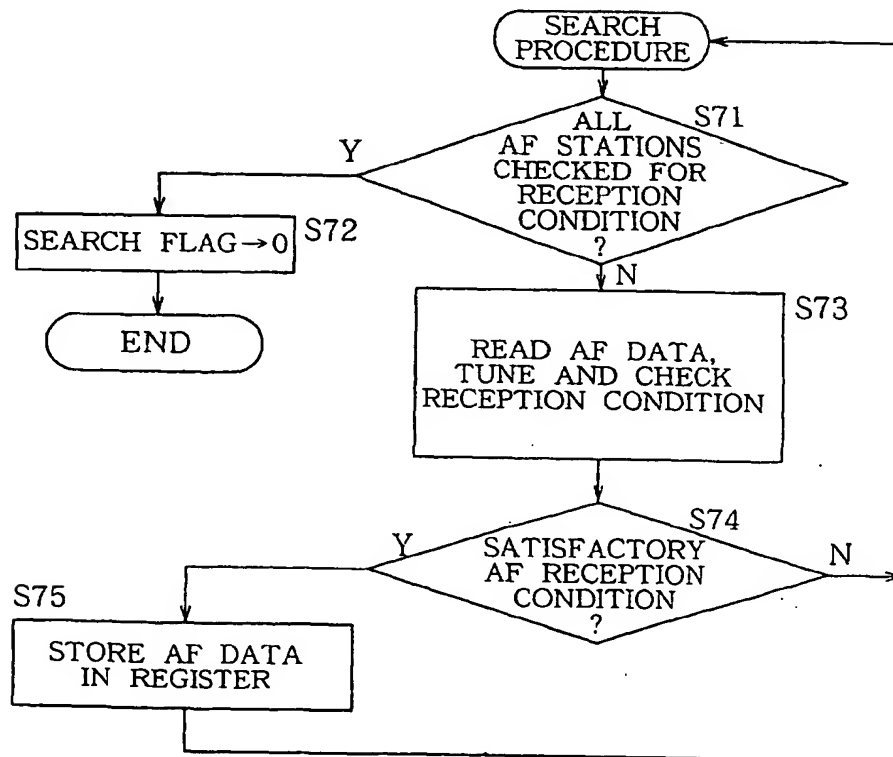 SEARCH
PROCEDURE
S71
ALL
AF STATIONS
CHECKED FOR
RECEPTION
CONDITION
?
Y
N
SEARCH FLAG→0
S72
END
S73
READ AF DATA,
TUNE AND CHECK
RECEPTION CONDITION
S74
SATISFACTORY
AF RECEPTION
CONDITION
?
Y
N
S75
STORE AF DATA
IN REGISTER